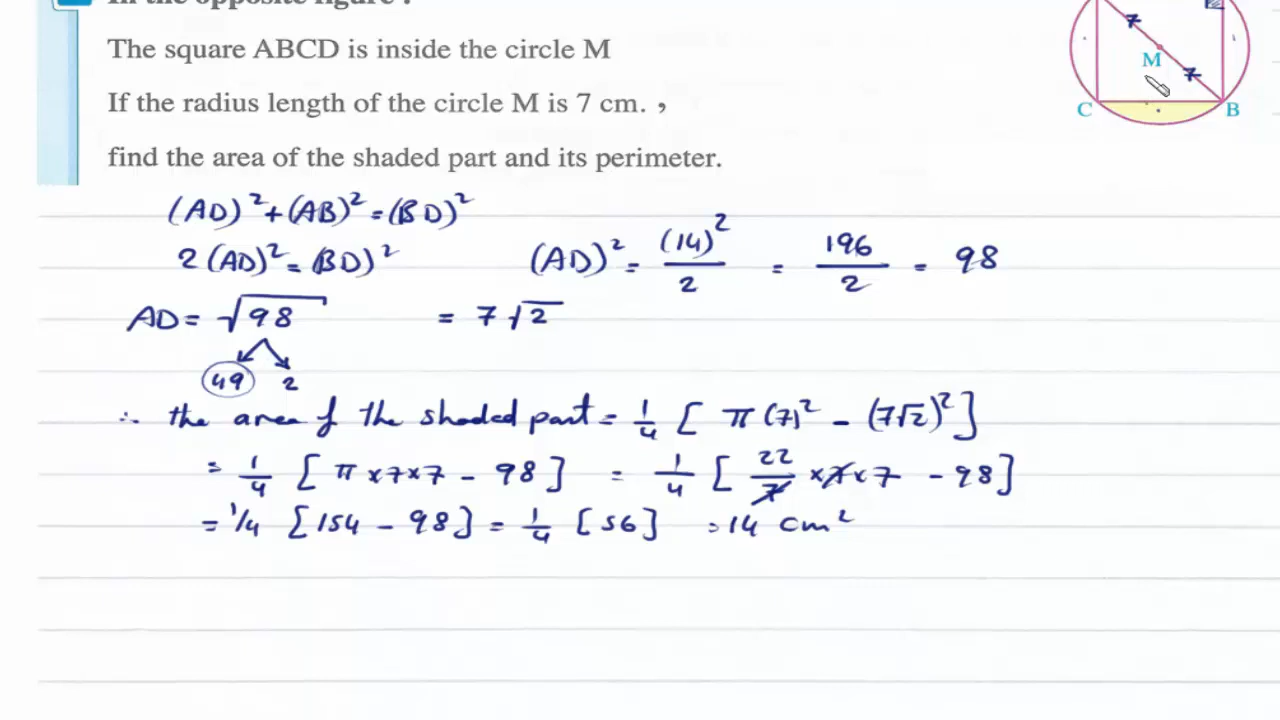 In the opposite figure :
7
The square ABCD is inside the circle M
M
7
If the radius length of the circle M is 7 cm. ,
C B
find the area of the shaded part and its perimeter.
(AD)² + (AB)² = (BD)²
2 (AD)² = (BD)² (AD)² = (14)²/2 = 196/2 = 98
AD = √98 = 7√2
49 2
∴ the area of the shaded part = 1/4 [ π (7)² - (7√2)² ]
= 1/4 [ π × 7 × 7 - 98 ] = 1/4 [ 22/7 × 7 × 7 - 98 ]
= 1/4 [ 154 - 98 ] = 1/4 [ 56 ] = 14 cm²